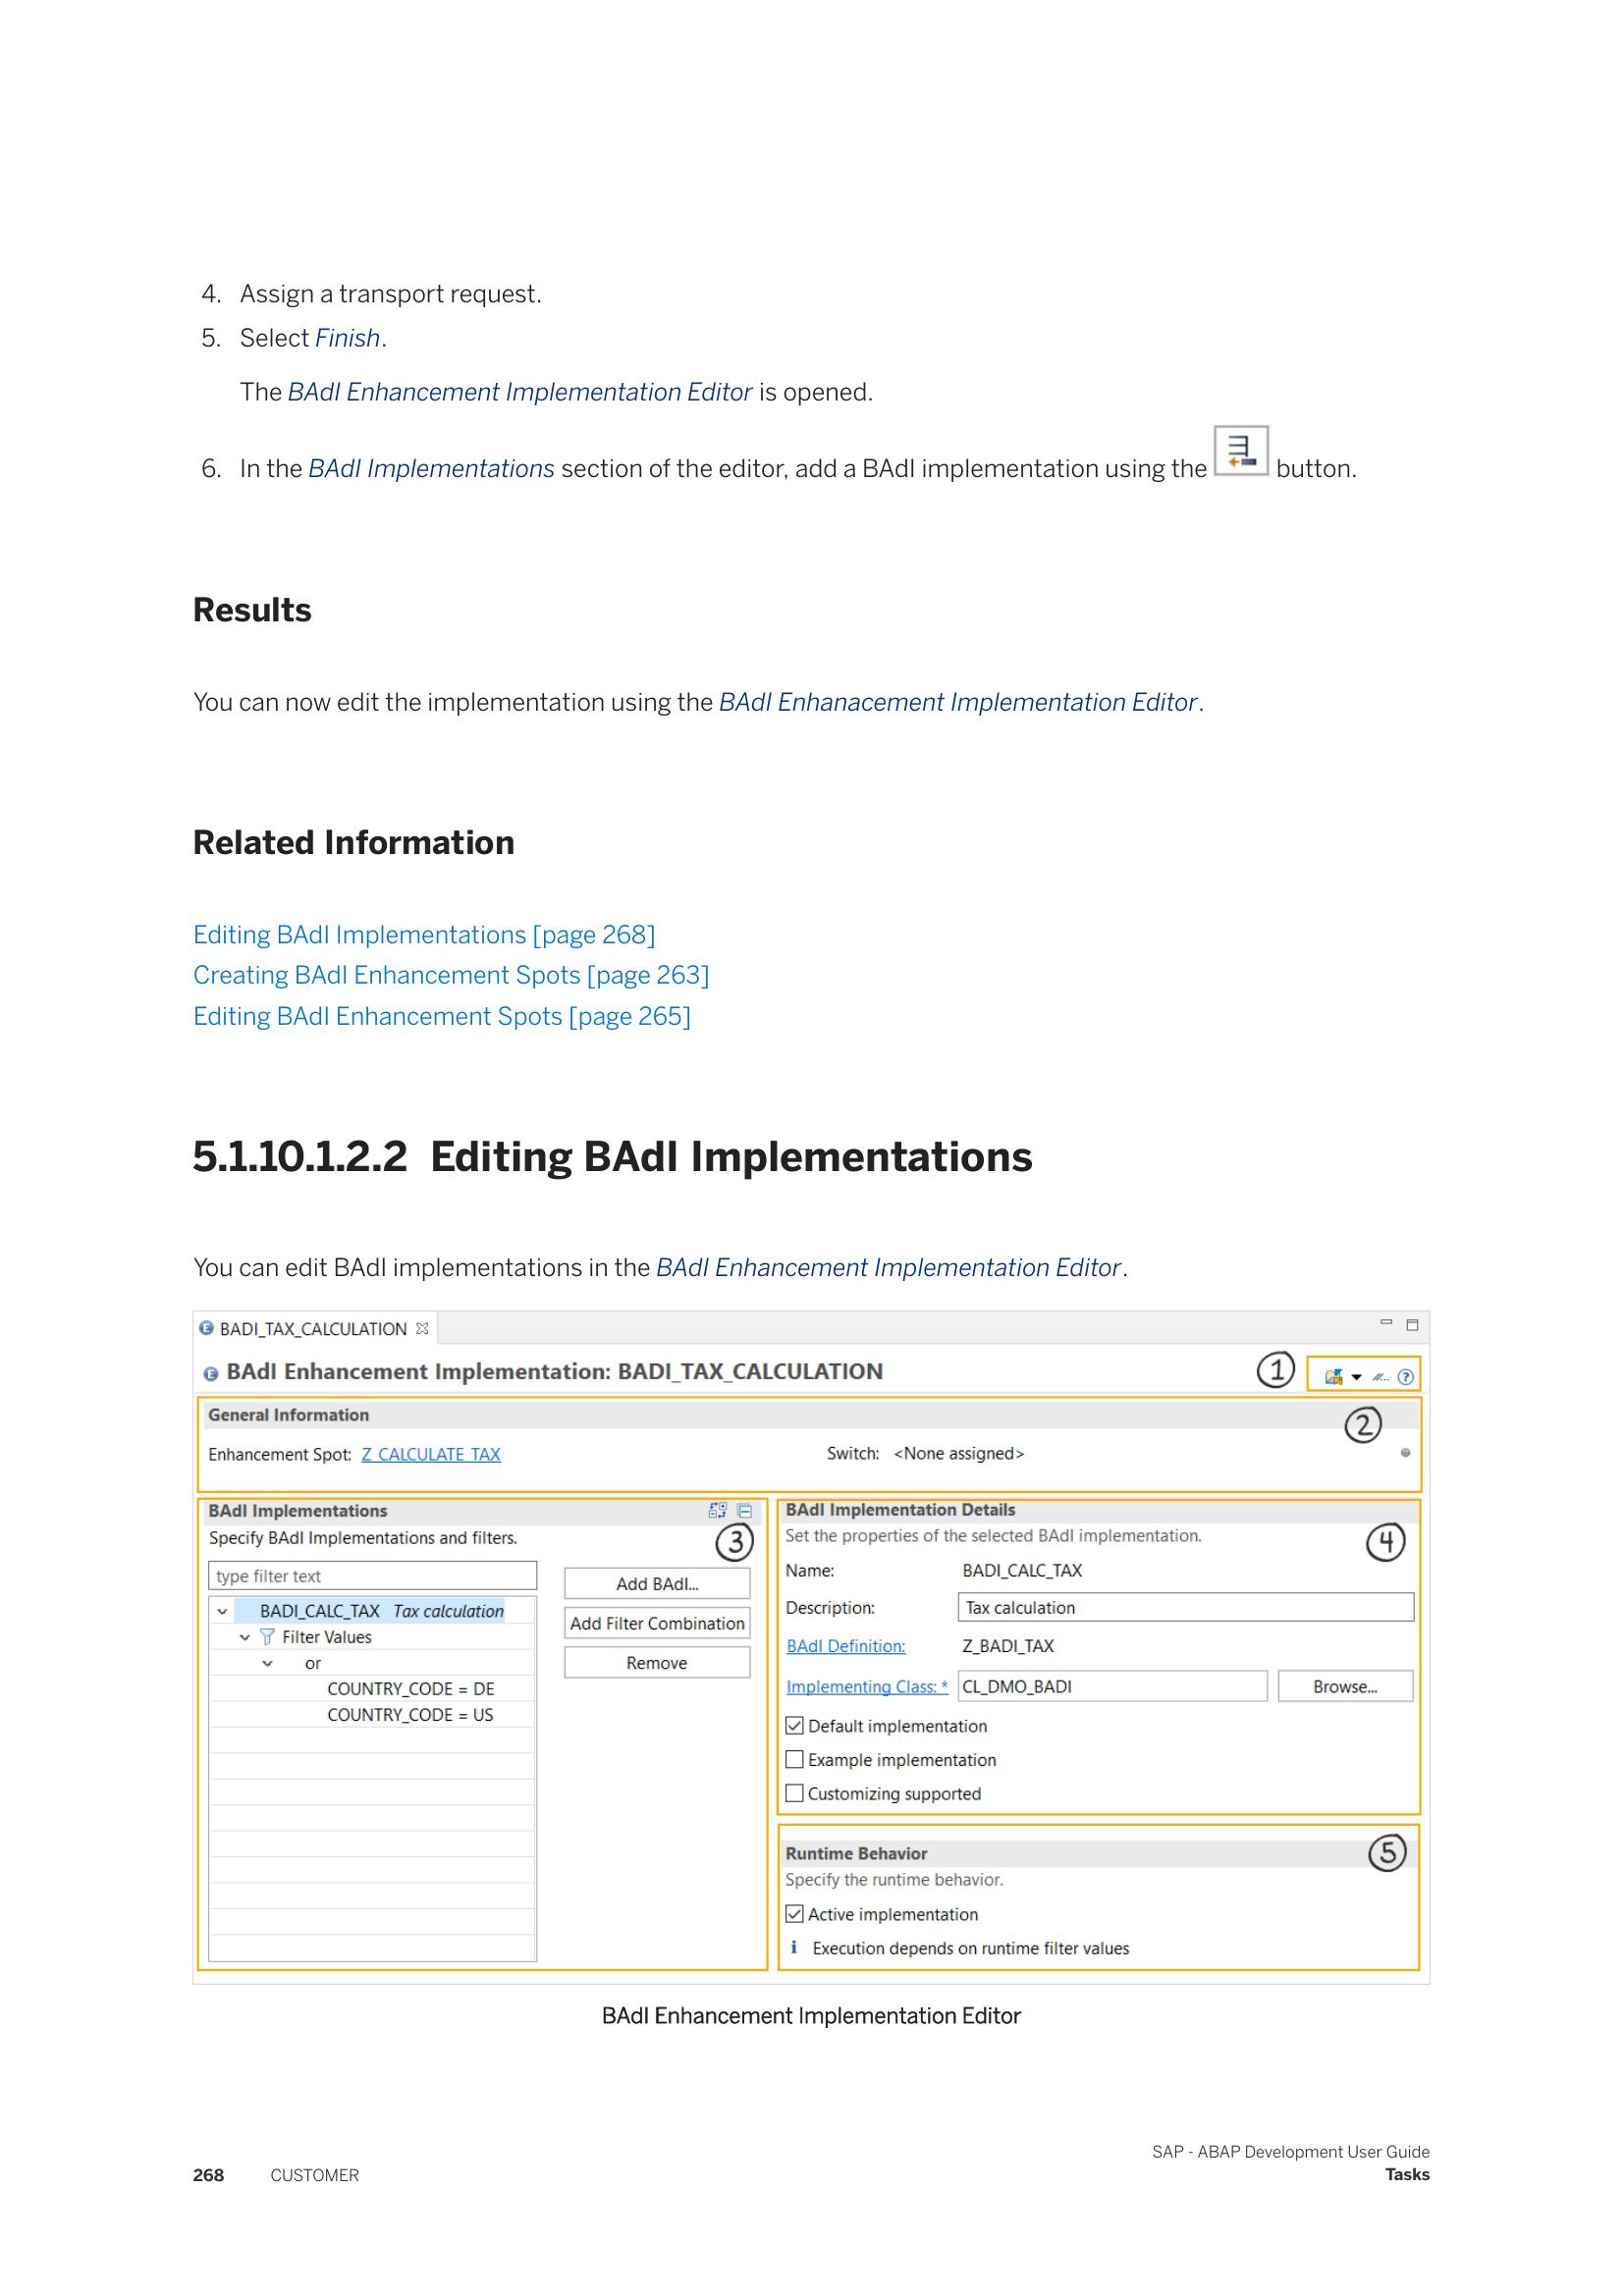 4. Assign a transport request.
5. Select Finish.
The BAdI Enhancement Implementation Editor is opened.
6. In the BAdI Implementations section of the editor, add a BAdI implementation using the button.
Results
You can now edit the implementation using the BAdI Enhanacement Implementation Editor.
Related Information
Editing BAdI Implementations [page 268]
Creating BAdI Enhancement Spots [page 263]
Editing BAdI Enhancement Spots [page 265]
5.1.10.1.2.2 Editing BAdI Implementations
You can edit BAdI implementations in the BAdI Enhancement Implementation Editor.
BADI_TAX_CALCULATION
BAdI Enhancement Implementation: BADI_TAX_CALCULATION
1
General Information
2
Enhancement Spot: Z_CALCULATE_TAX
Switch: <None assigned>
BAdI Implementations
Specify BAdI Implementations and filters.
3
type filter text
BADI_CALC_TAX Tax calculation
Filter Values
or
COUNTRY_CODE = DE
COUNTRY_CODE = US
Add BAdI...
Add Filter Combination
Remove
BAdI Implementation Details
Set the properties of the selected BAdI implementation.
4
Name: BADI_CALC_TAX
Description: Tax calculation
BAdI Definition: Z_BADI_TAX
Implementing Class: * CL_DMO_BADI Browse...
Default implementation
Example implementation
Customizing supported
Runtime Behavior
5
Specify the runtime behavior.
Active implementation
Execution depends on runtime filter values
BAdI Enhancement Implementation Editor
SAP - ABAP Development User Guide
268 CUSTOMER Tasks